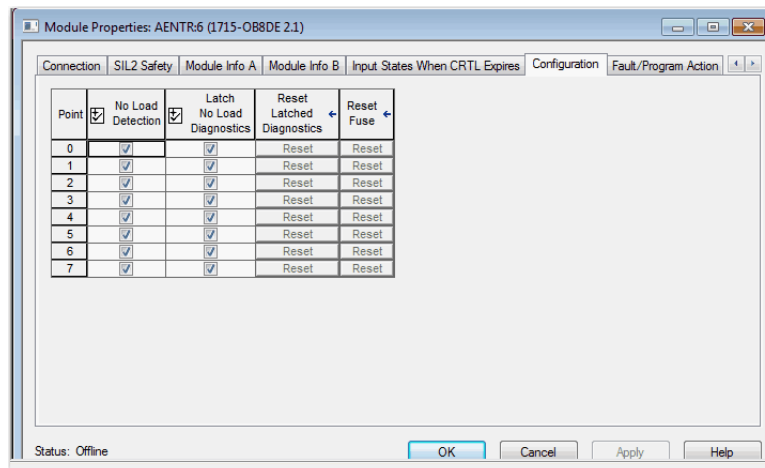 Module Properties: AENTR:6 (1715-OB8DE 2.1)
Connection SIL2 Safety Module Info A Module Info B Input States When CRTL Expires Configuration Fault/Program Action
Point No Load Detection Latch No Load Diagnostics Reset Latched Diagnostics Reset Fuse
0 Reset Reset
1 Reset Reset
2 Reset Reset
3 Reset Reset
4 Reset Reset
5 Reset Reset
6 Reset Reset
7 Reset Reset
Status: Offline OK Cancel Apply Help